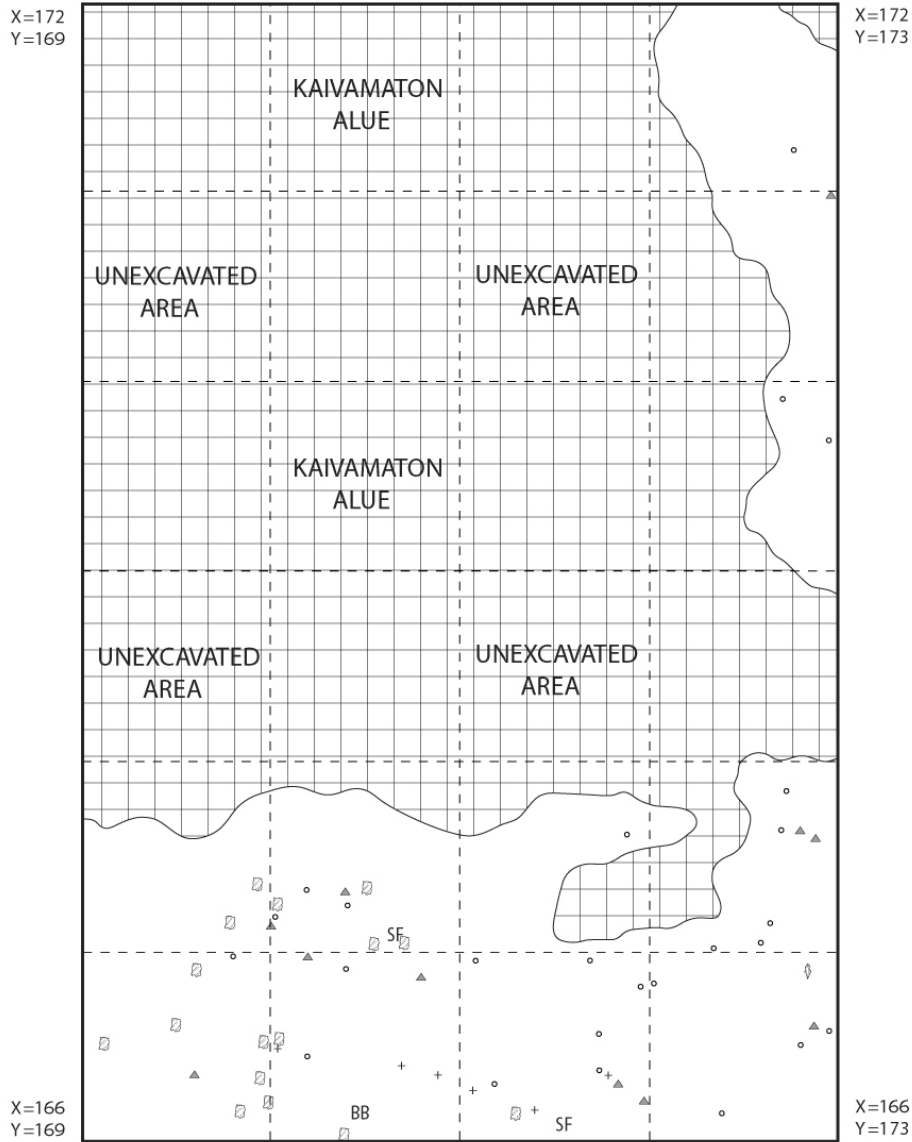 X=172
Y=169
X=172
Y=173
KAIVAMATON
ALUE
UNEXCAVATED
AREA
UNEXCAVATED
AREA
KAIVAMATON
ALUE
UNEXCAVATED
AREA
UNEXCAVATED
AREA
SF
BB
SF
X=166
Y=169
X=166
Y=173